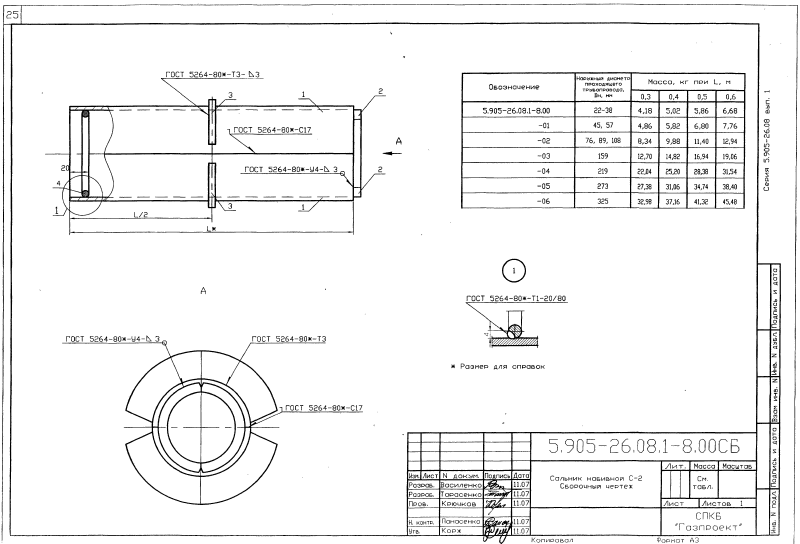 25
ГОСТ 5264-80*-Т3-⊿3
3
1
2
ГОСТ 5264-80*-С17
А
20
ГОСТ 5264-80*-У4-⊿ 3
4
2
1
L/2
3
1
L*
Обозначение
Наружный диаметр проходящего трубопровода, Dн, мм
Масса, кг при L, м
0,3 0,4 0,5 0,6
5.905-26.08.1-8.00 22-38 4,18 5,02 5,86 6,68
-01 45, 57 4,86 5,82 6,80 7,76
-02 76, 89, 108 8,34 9,88 11,40 12,94
-03 159 12,70 14,82 16,94 19,06
-04 219 22,04 25,20 28,38 31,54
-05 273 27,38 31,06 34,74 38,40
-06 325 32,98 37,16 41,32 45,48
Серия 5.905-26.08 вып. 1
1
ГОСТ 5264-80*-Т1-20/80
* Размер для справок
А
ГОСТ 5264-80*-У4-⊿ 3
ГОСТ 5264-80*-Т3
ГОСТ 5264-80*-С17
Подпись и дата
Инв. N дубл.
Взам. инв. N
Подпись и дата
Инв. N подл.
5.905-26.08.1-8.00СБ
Сальник набивной С-2
Сборочный чертеж
Лит. Масса Масштаб
См. табл.
Лист Листов 1
СПКБ
"Газпроект"
Изм. Лист N докум. Подпись Дата
Разраб. Василенко 11.07
Разраб. Тарасенко 11.07
Пров. Крючков 11.07
Н. контр. Панасенко 11.07
Утв. Корж 11.07
Копировал
Формат А3